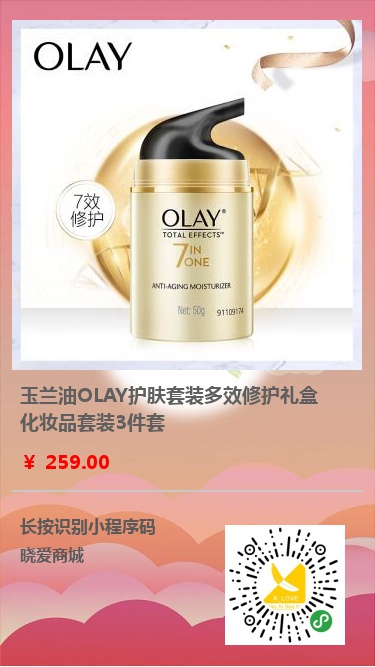 OLAY
7效
修护
OLAY®
TOTAL EFFECTS™
7 IN
ONE
ANTI-AGING MOISTURIZER
Net: 50g 91109174
玉兰油OLAY护肤套装多效修护礼盒
化妆品套装3件套
¥ 259.00
长按识别小程序码
晓爱商城
K_LOVE